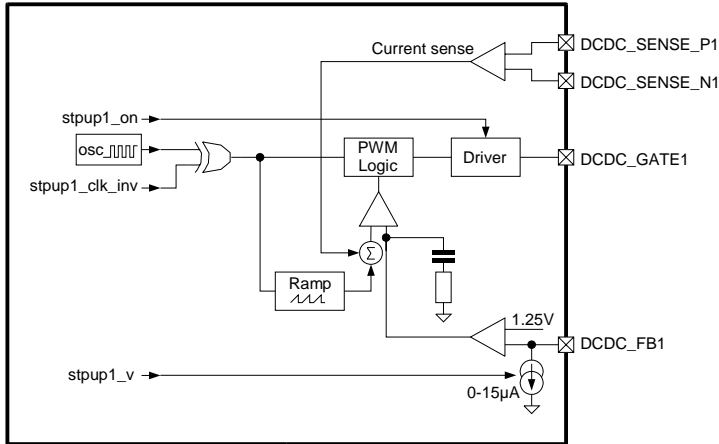 Current sense
DCDC_SENSE_P1
DCDC_SENSE_N1
stpup1_on
osc
PWM
Logic
Driver
DCDC_GATE1
stpup1_clk_inv
Σ
Ramp
1.25V
DCDC_FB1
stpup1_v
0-15µA